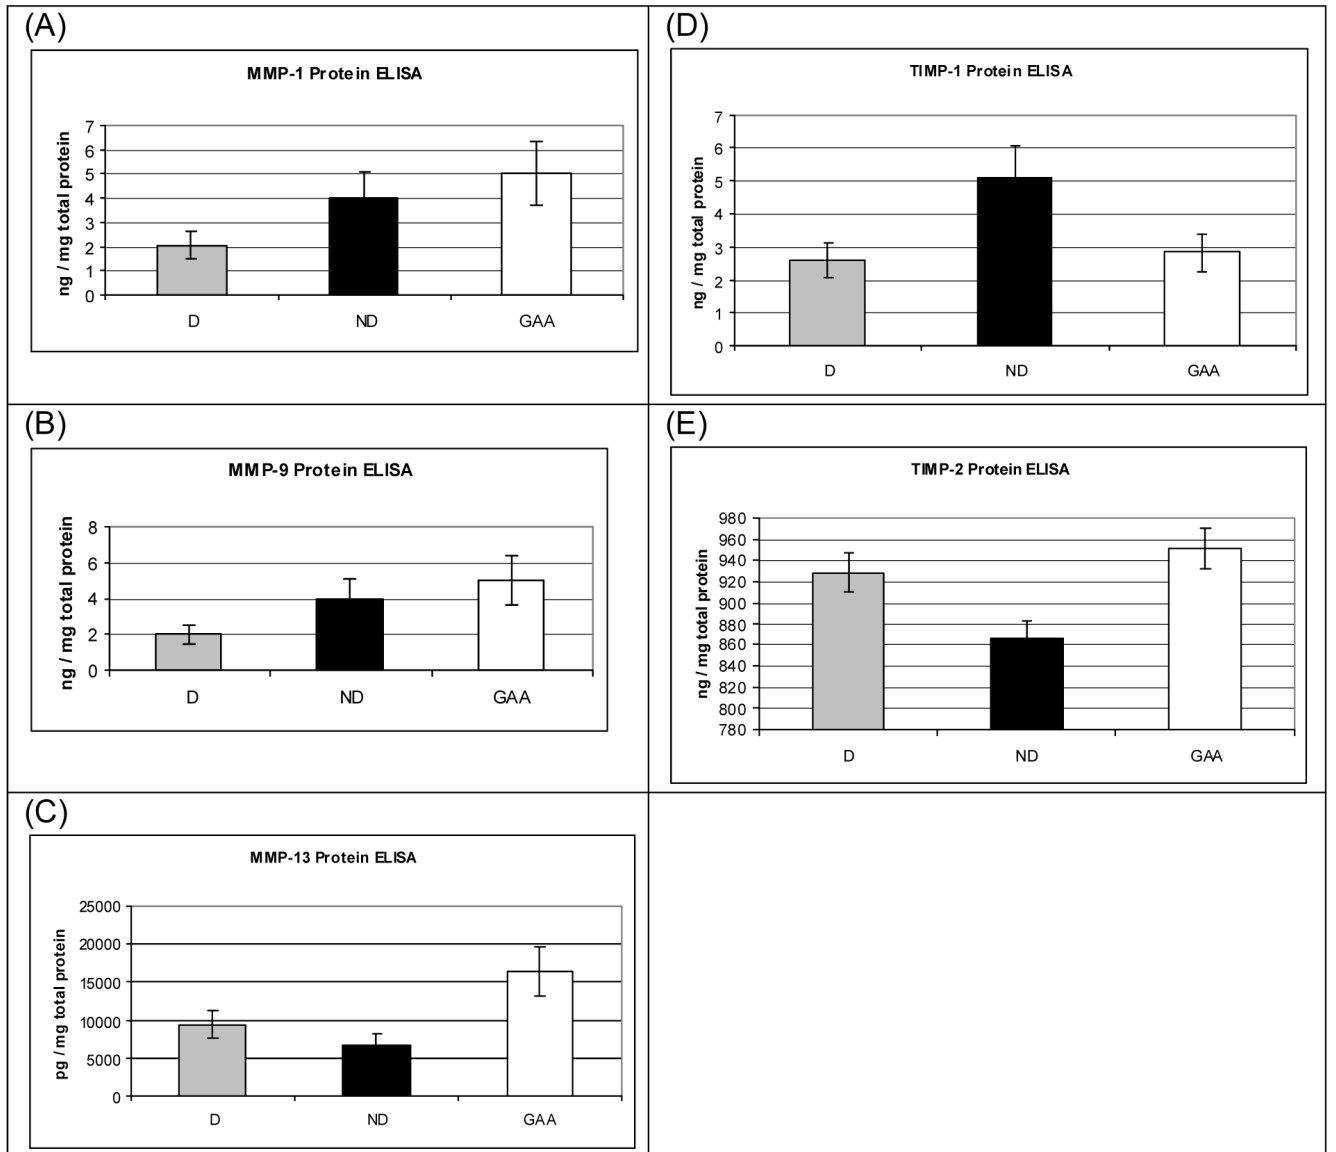 (A)
MMP-1 Protein ELISA
ng / mg total protein
7
6
5
4
3
2
1
0
D ND GAA
(D)
TIMP-1 Protein ELISA
ng / mg total protein
7
6
5
4
3
2
1
0
D ND GAA
(B)
MMP-9 Protein ELISA
ng / mg total protein
8
6
4
2
0
D ND GAA
(E)
TIMP-2 Protein ELISA
ng / mg total protein
980
960
940
920
900
880
860
840
820
800
780
D ND GAA
(C)
MMP-13 Protein ELISA
pg / mg total protein
25000
20000
15000
10000
5000
0
D ND GAA